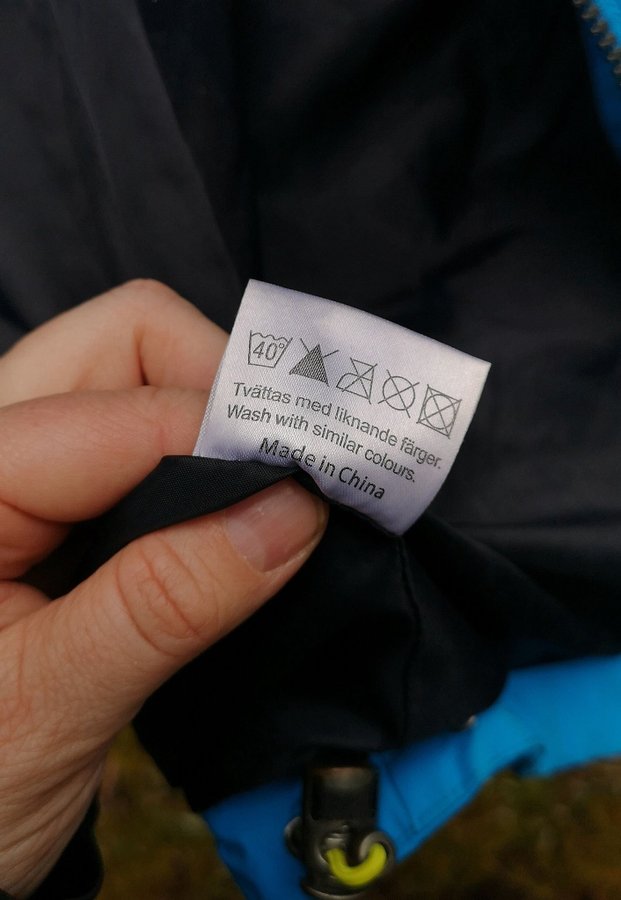 40°
Tvättas med liknande färger.
Wash with similar colours.
Made in China